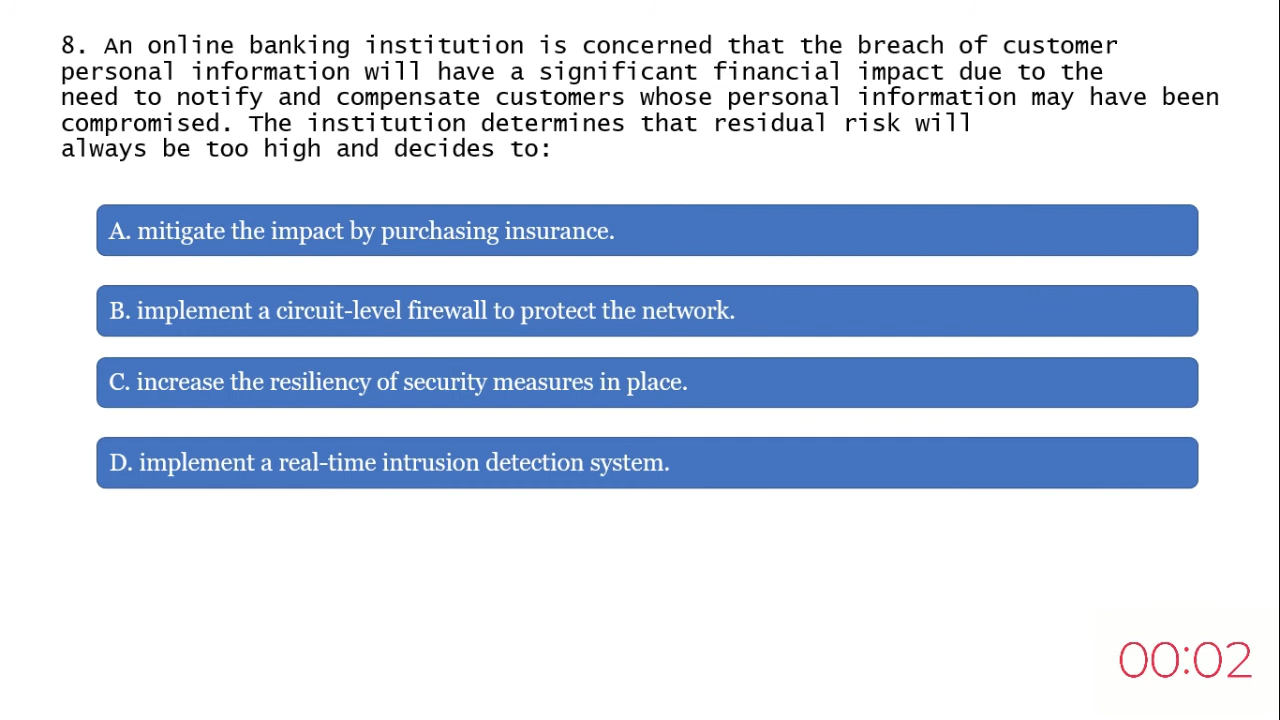 8. An online banking institution is concerned that the breach of customer
personal information will have a significant financial impact due to the
need to notify and compensate customers whose personal information may have been
compromised. The institution determines that residual risk will
always be too high and decides to:
A. mitigate the impact by purchasing insurance.
B. implement a circuit-level firewall to protect the network.
C. increase the resiliency of security measures in place.
D. implement a real-time intrusion detection system.
00:02